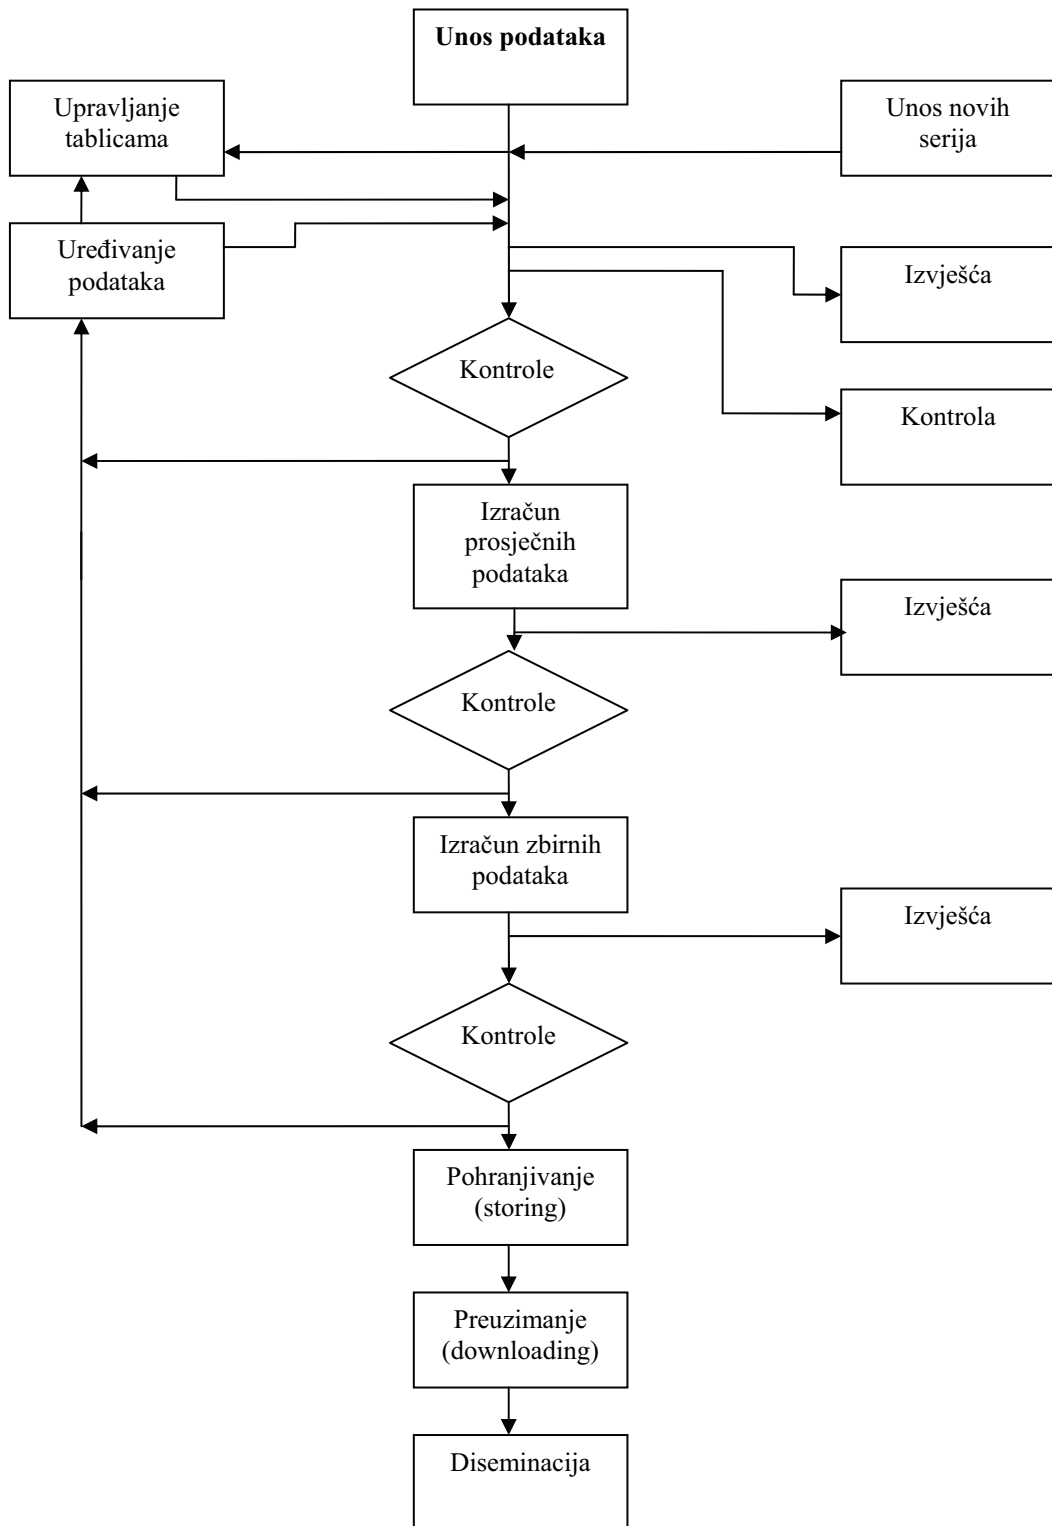 Unos podataka
Upravljanje
tablicama
Unos novih
serija
Uređivanje
podataka
Izvješća
Kontrole
Kontrola
Izračun
prosječnih
podataka
Izvješća
Kontrole
Izračun zbirnih
podataka
Izvješća
Kontrole
Pohranjivanje
(storing)
Preuzimanje
(downloading)
Diseminacija